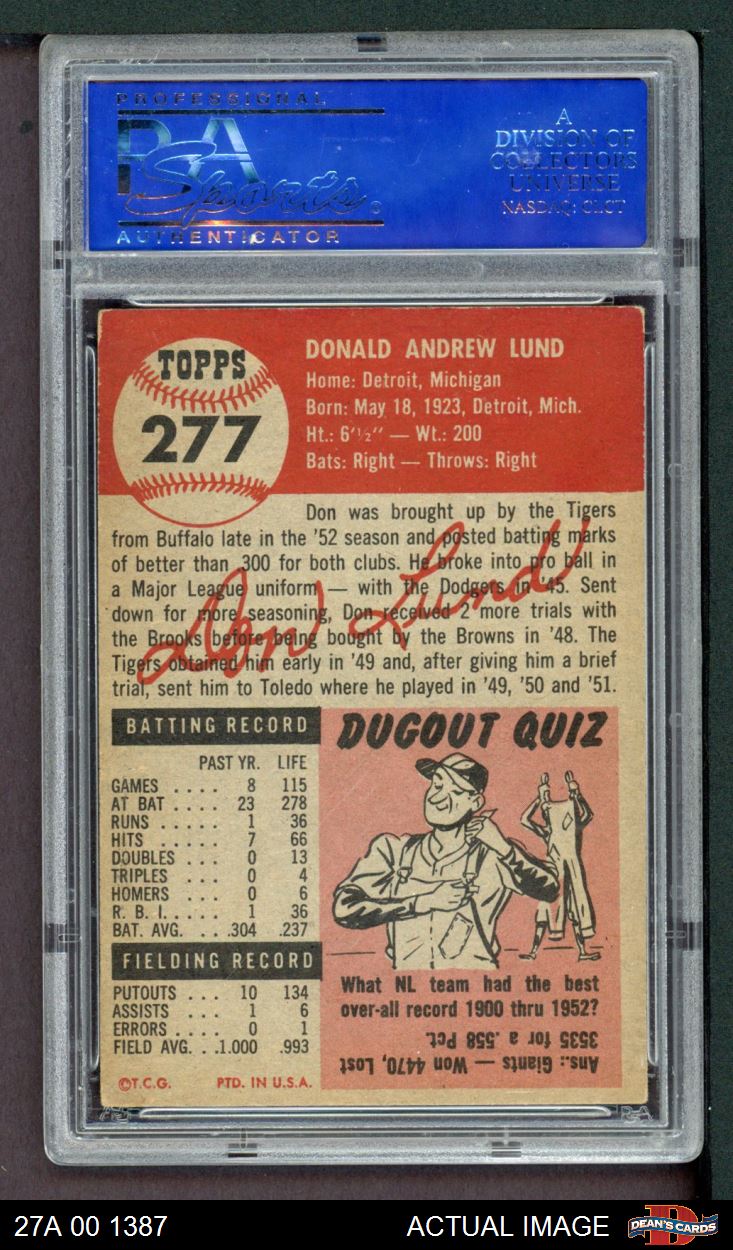 PROFESSIONAL
PSA
Sports
AUTHENTICATOR
A
DIVISION OF
COLLECTORS
UNIVERSE
NASDAQ: CLCT
TOPPS
277
DONALD ANDREW LUND
Home: Detroit, Michigan
Born: May 18, 1923, Detroit, Mich.
Ht.: 6'½" — Wt.: 200
Bats: Right — Throws: Right
Don was brought up by the Tigers
from Buffalo late in the '52 season and posted batting marks
of better than .300 for both clubs. He broke into pro ball in
a Major League uniform — with the Dodgers in '45. Sent
down for more seasoning, Don received 2 more trials with
the Brooks before being bought by the Browns in '48. The
Tigers obtained him early in '49 and, after giving him a brief
trial, sent him to Toledo where he played in '49, '50 and '51.
Don Lund
BATTING RECORD
PAST YR. LIFE
GAMES .... 8 115
AT BAT .... 23 278
RUNS ..... 1 36
HITS ..... 7 66
DOUBLES ... 0 13
TRIPLES ... 0 4
HOMERS ... 0 6
R. B. I. .... 1 36
BAT. AVG. ... .304 .237
FIELDING RECORD
PUTOUTS ... 10 134
ASSISTS ... 1 6
ERRORS .... 0 1
FIELD AVG. . .1.000 .993
©T.C.G. PTD. IN U.S.A.
DUGOUT QUIZ
What NL team had the best
over-all record 1900 thru 1952?
Ans.: Giants — Won 4470, Lost
3535 for a .558 Pct.
PSA
27A 00 1387
ACTUAL IMAGE
D
DEAN'S CARDS